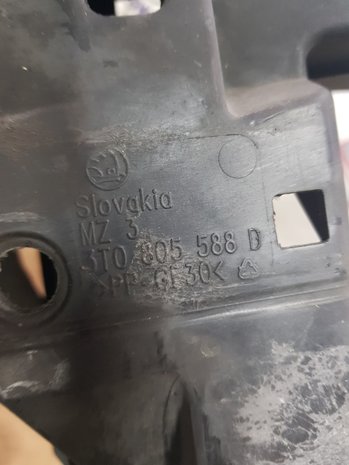 Slovakia
MZ 3
3T0 805 588 D
>PP-GF30<